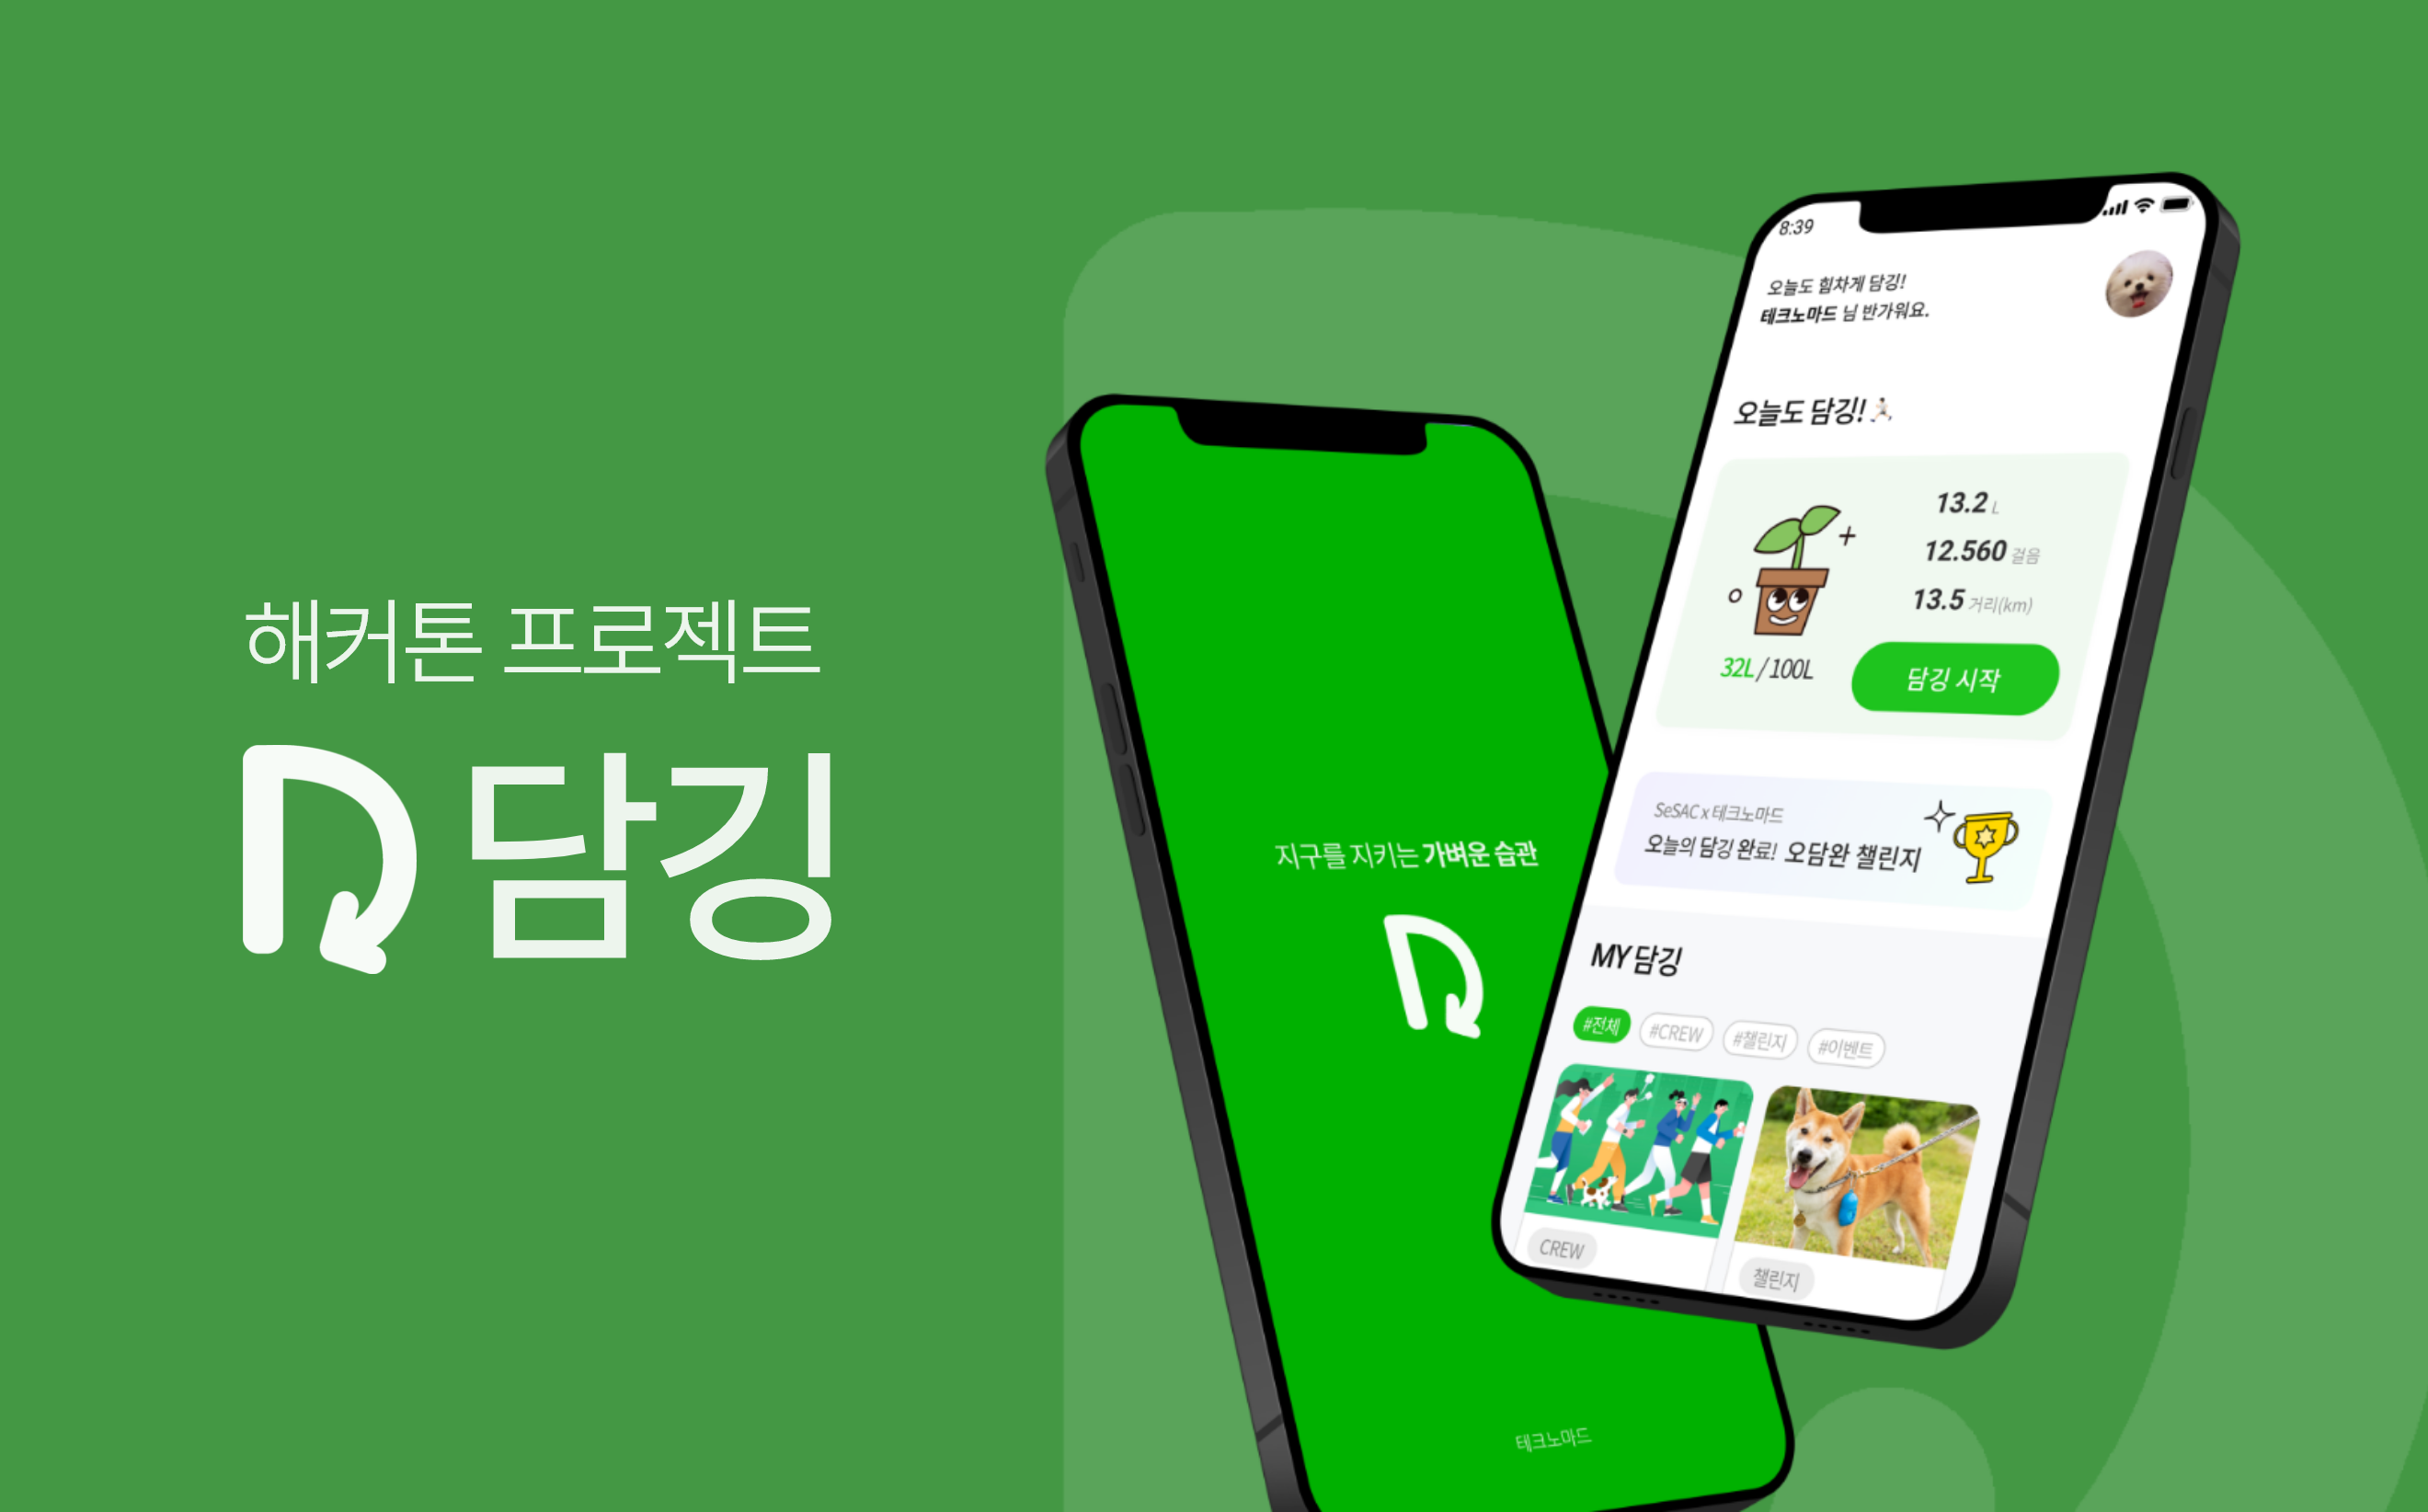 해커톤 프로젝트
담깅
지구를 지키는 가벼운 습관
테크노마드
8:39
오늘도 힘차게 담깅!
테크노마드 님 반가워요.
오늘도 담깅!
13.2 L
12.560 걸음
13.5 거리(km)
32L / 100L
담깅 시작
SeSAC x 테크노마드
오늘의 담깅 완료! 오담완 챌린지
MY 담깅
#전체 #CREW #챌린지 #이벤트
CREW
챌린지